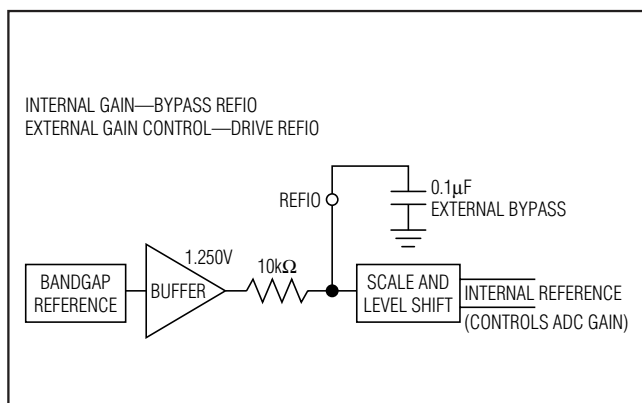 INTERNAL GAIN—BYPASS REFIO
EXTERNAL GAIN CONTROL—DRIVE REFIO
REFIO
0.1µF
EXTERNAL BYPASS
1.250V
10kΩ
BANDGAP
REFERENCE
BUFFER
SCALE AND
LEVEL SHIFT
INTERNAL REFERENCE
(CONTROLS ADC GAIN)